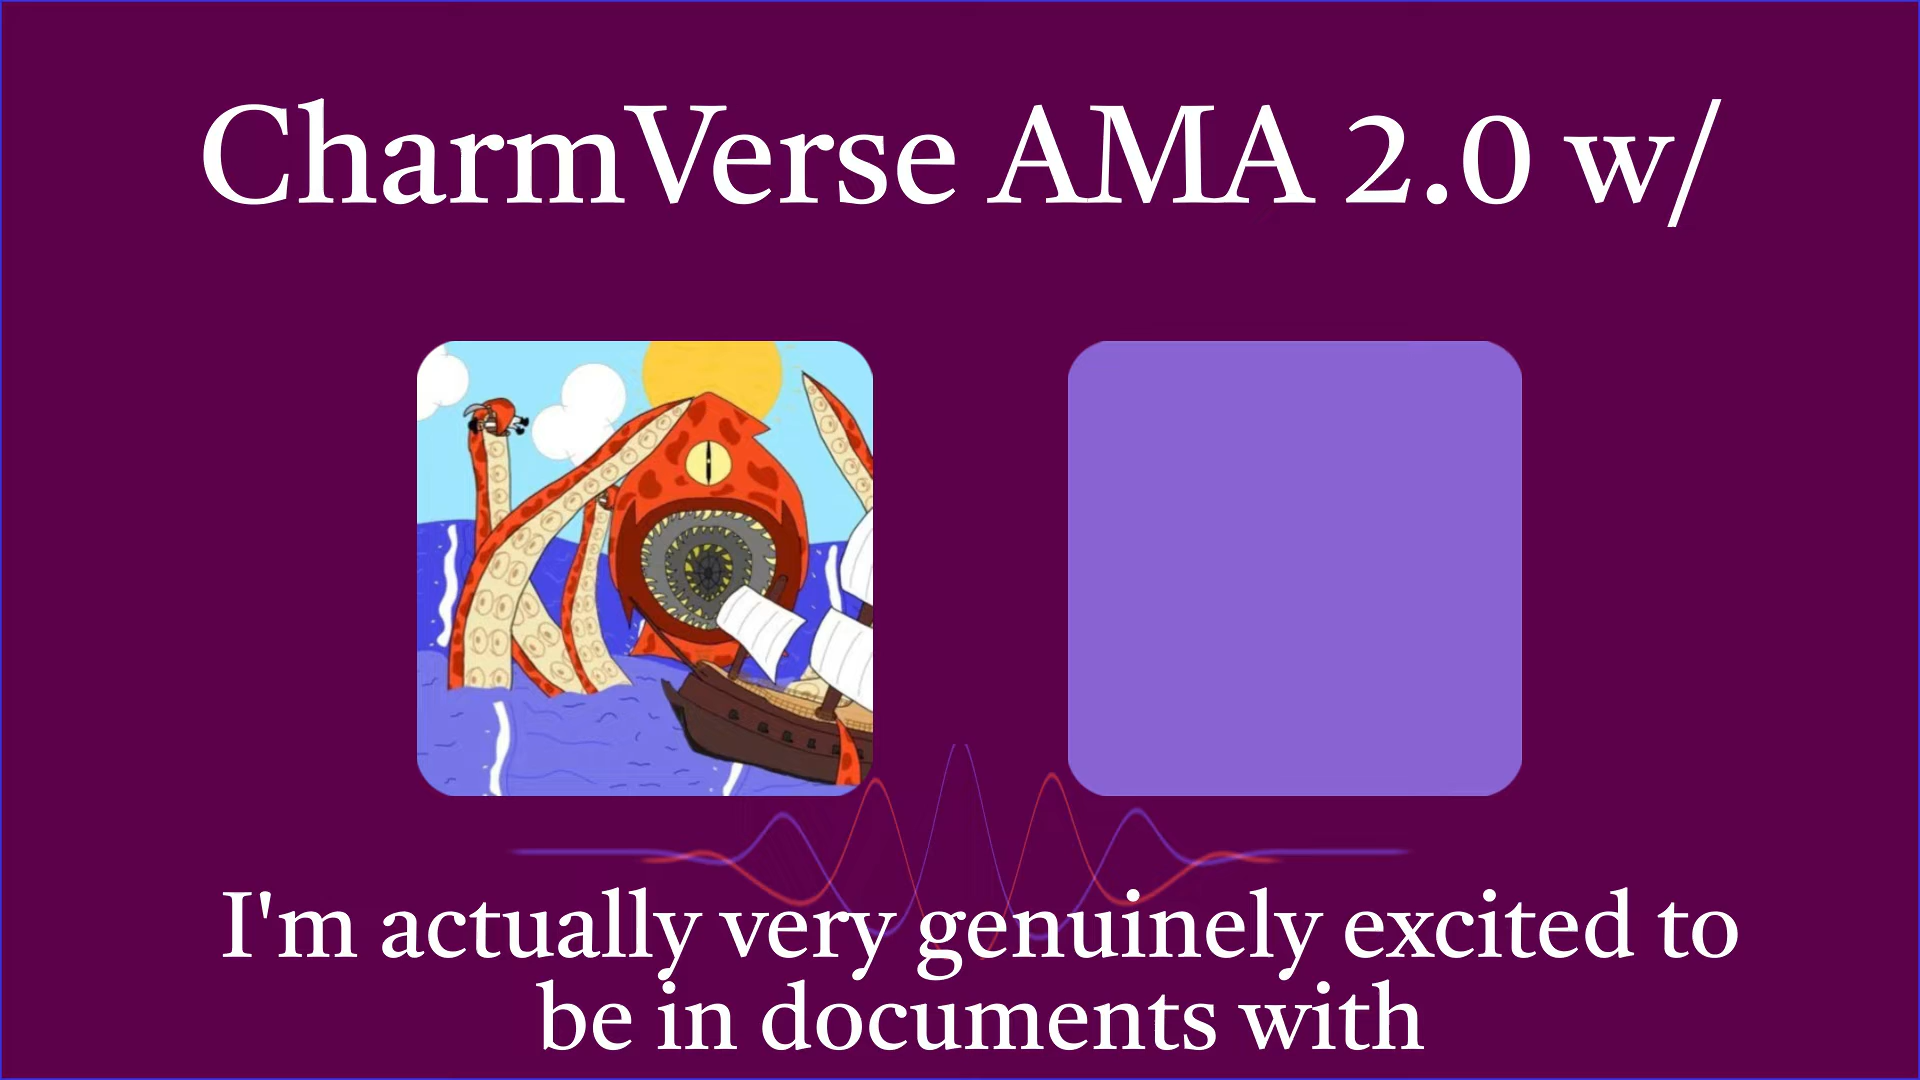 CharmVerse AMA 2.0 w/
I'm actually very genuinely excited to
be in documents with